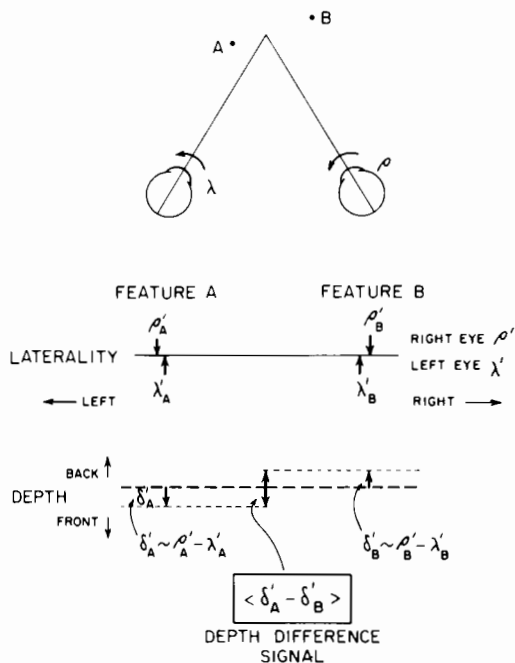 A • • B
λ ρ
FEATURE A FEATURE B
ρ'A ρ'B
RIGHT EYE ρ'
LATERALITY
LEFT EYE λ'
λ'A λ'B
← LEFT RIGHT →
BACK ↑
DEPTH δ'A
FRONT ↓
δ'A ~ ρ'A - λ'A δ'B ~ ρ'B - λ'B
< δ'A - δ'B >
DEPTH DIFFERENCE
SIGNAL